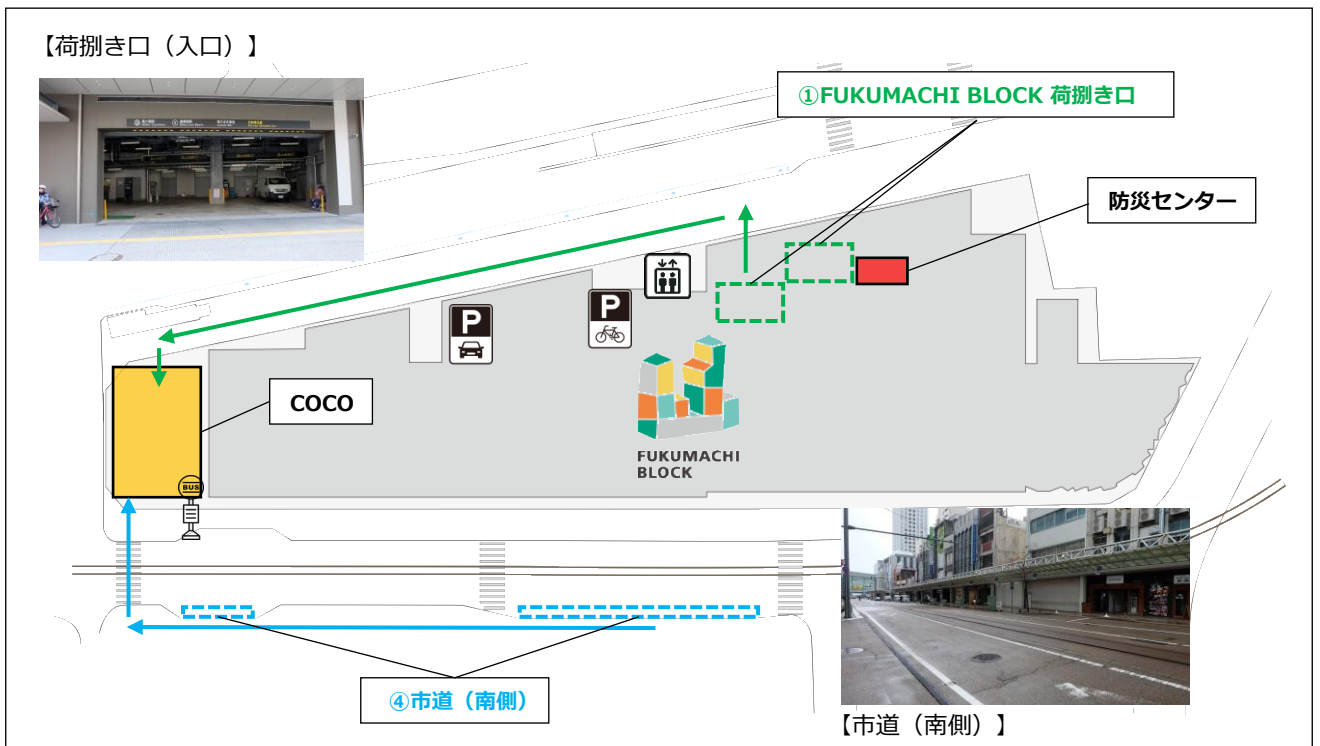 【荷捌き口（入口）】
①FUKUMACHI BLOCK 荷捌き口
防災センター
P
P
COCO
FUKUMACHI
BLOCK
BUS
④市道（南側）
【市道（南側）】